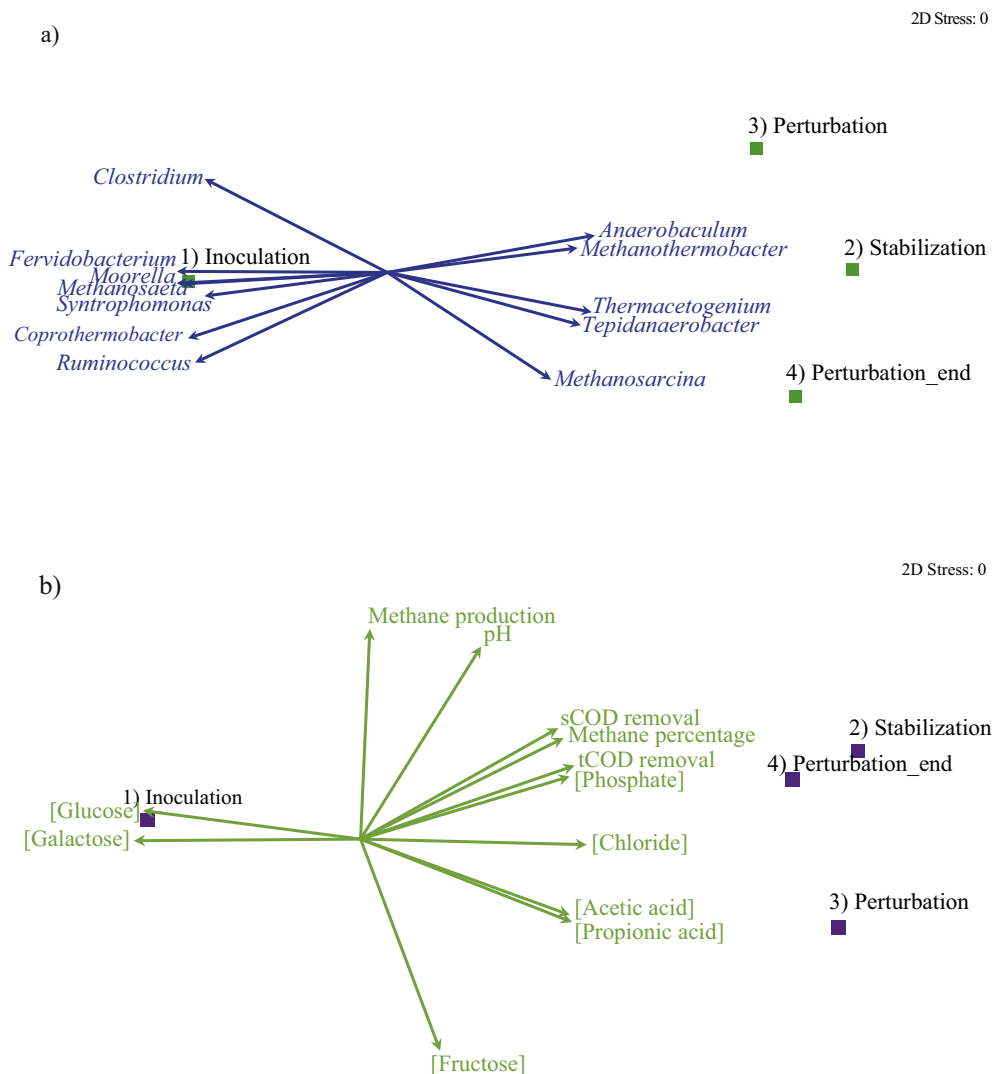 2D Stress: 0
a)
3) Perturbation
Clostridium
Anaerobaculum
Methanothermobacter
2) Stabilization
1) Inoculation
Fervidobacterium
Moorella
Methanosaeta
Syntrophomonas
Thermacetogenium
Tepidanaerobacter
Coprothermobacter
Ruminococcus
Methanosarcina
4) Perturbation_end
2D Stress: 0
b)
Methane production
pH
sCOD removal
Methane percentage
2) Stabilization
tCOD removal
4) Perturbation_end
[Phosphate]
1) Inoculation
[Glucose]
[Galactose]
[Chloride]
[Acetic acid]
3) Perturbation
[Propionic acid]
[Fructose]